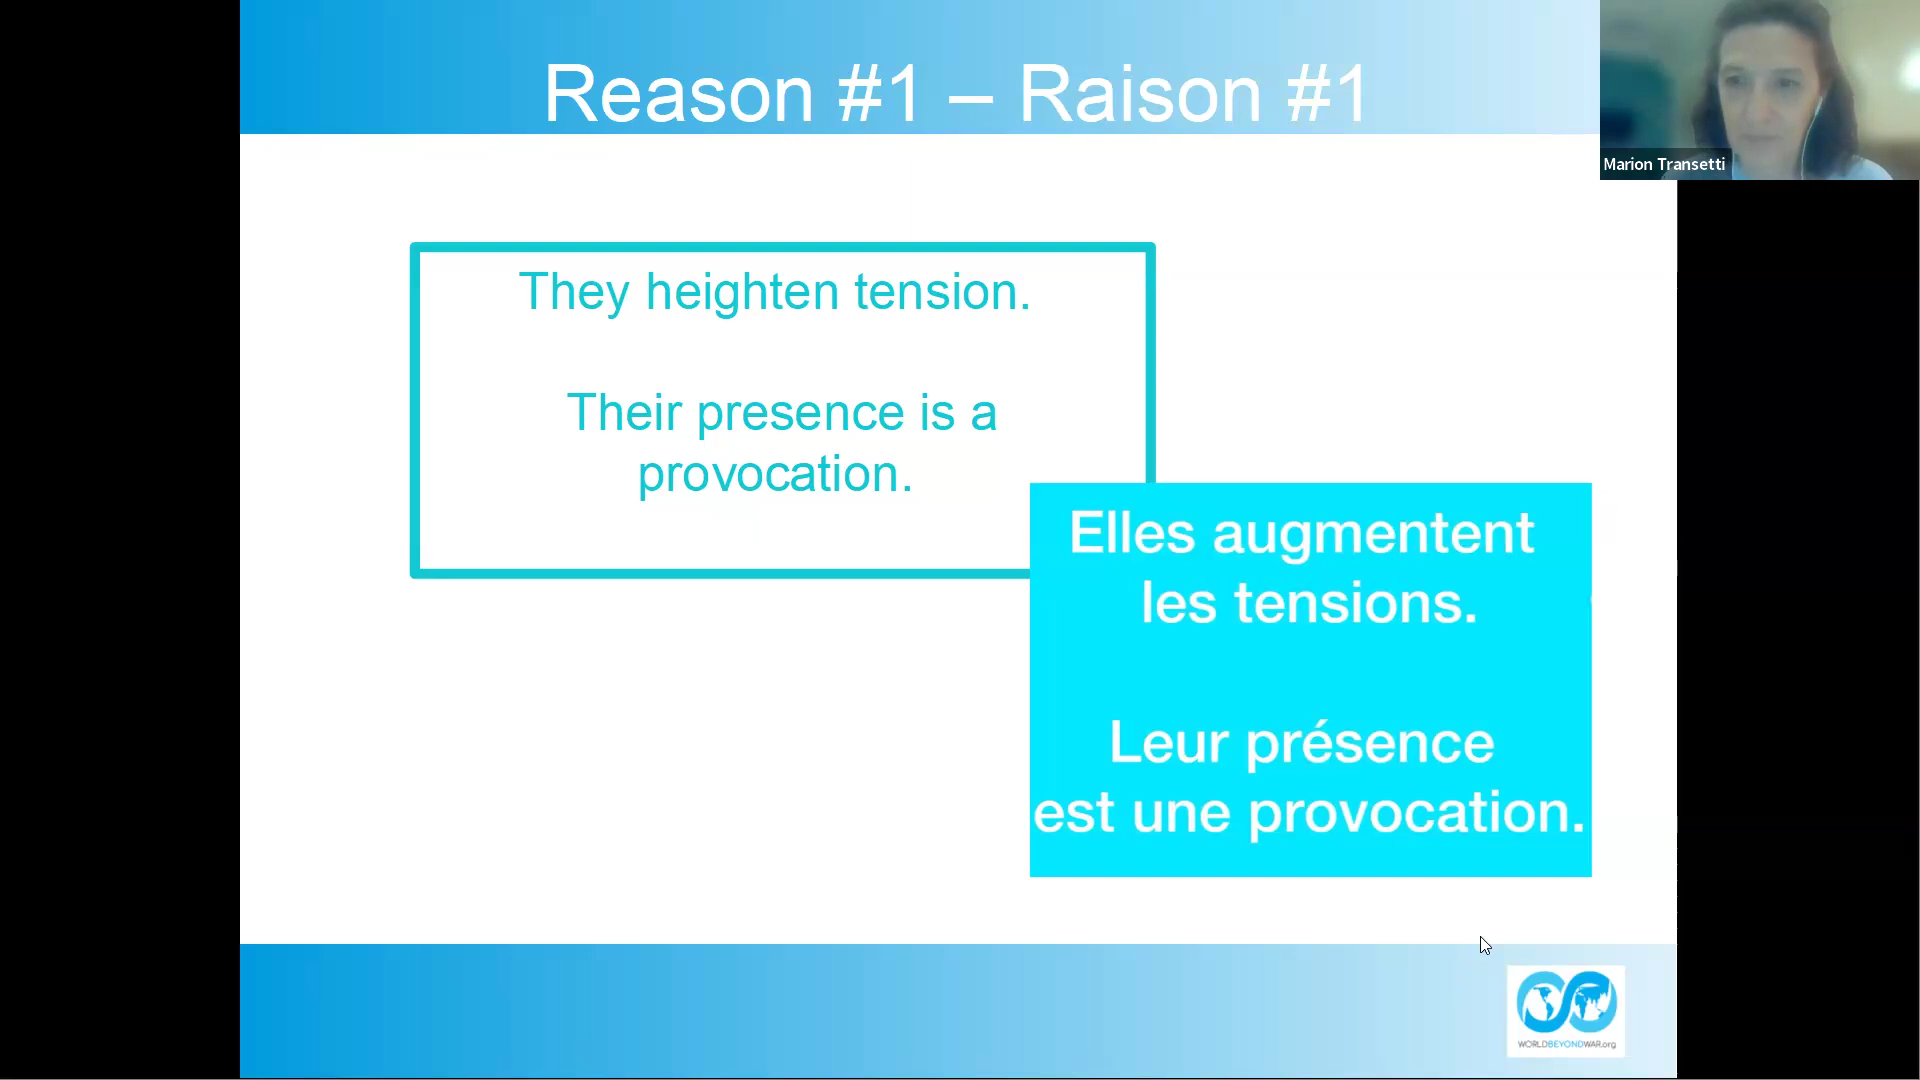 Reason #1 – Raison #1
Marion Transetti
They heighten tension.
Their presence is a
provocation.
Elles augmentent
les tensions.
Leur présence
est une provocation.
WORLDBEYONDWAR.org